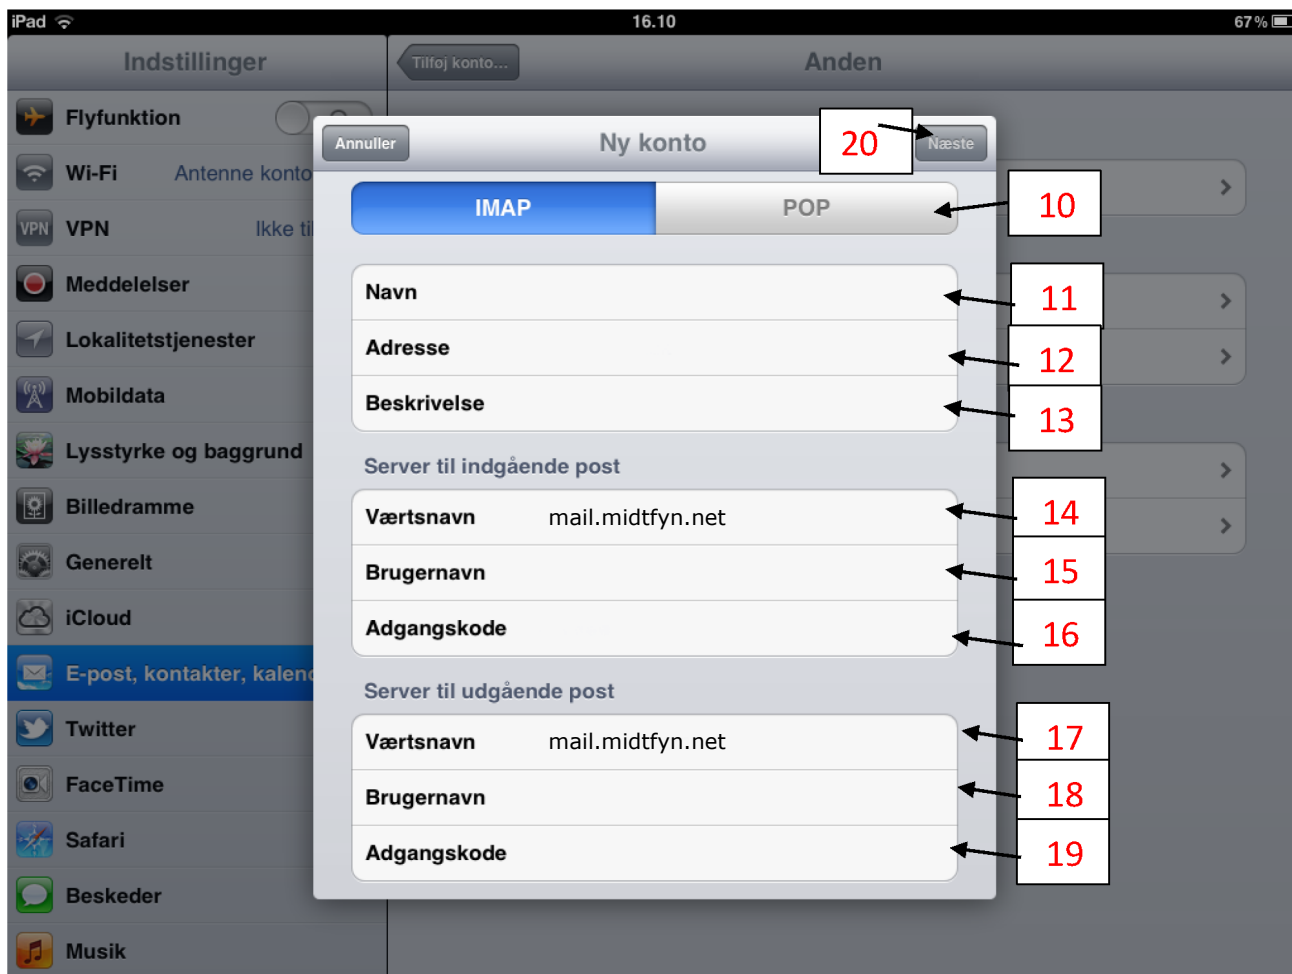 iPad 16.10 67 %
Indstillinger
Tilføj konto... Anden
Flyfunktion
Wi-Fi Antenne konto
VPN VPN Ikke til
Meddelelser
Lokalitetstjenester
Mobildata
Lysstyrke og baggrund
Billedramme
Generelt
iCloud
E-post, kontakter, kalend
Twitter
FaceTime
Safari
Beskeder
Musik
Annuller Ny konto 20 Næste
IMAP POP 10
Navn 11
Adresse 12
Beskrivelse 13
Server til indgående post
Værtsnavn mail.midtfyn.net 14
Brugernavn 15
Adgangskode 16
Server til udgående post
Værtsnavn mail.midtfyn.net 17
Brugernavn 18
Adgangskode 19